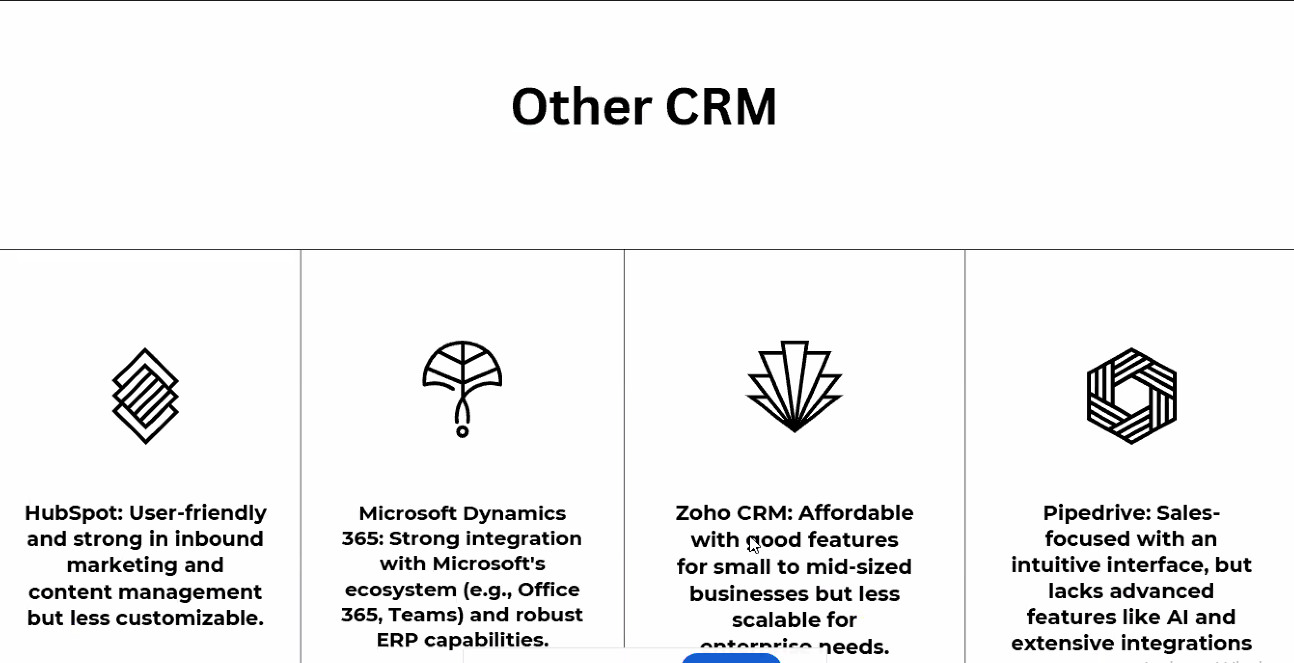 Other CRM
HubSpot: User-friendly
and strong in inbound
marketing and
content management
but less customizable.
Microsoft Dynamics
365: Strong integration
with Microsoft's
ecosystem (e.g., Office
365, Teams) and robust
ERP capabilities.
Zoho CRM: Affordable
with good features
for small to mid-sized
businesses but less
scalable for
enterprise needs.
Pipedrive: Sales-
focused with an
intuitive interface, but
lacks advanced
features like AI and
extensive integrations